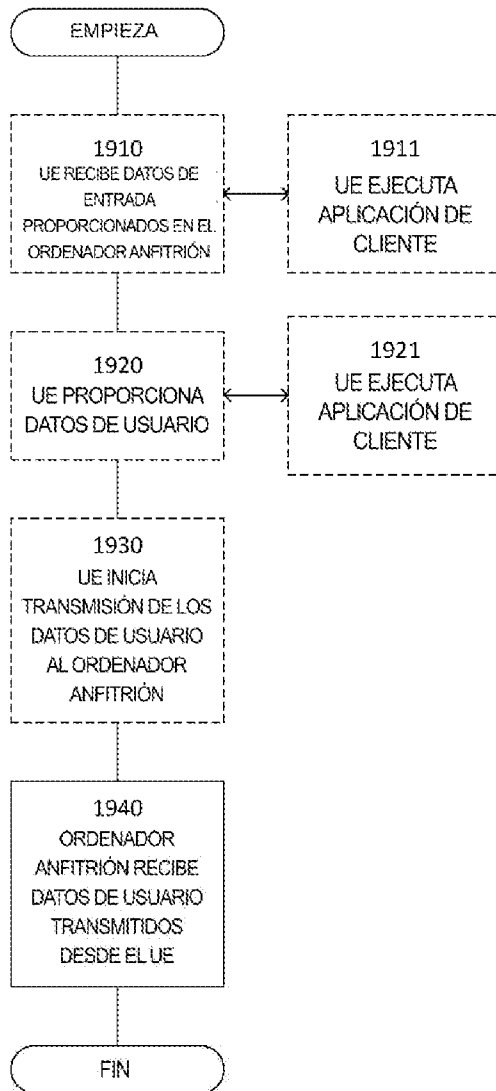 EMPIEZA
1910
UE RECIBE DATOS DE
ENTRADA
PROPORCIONADOS EN EL
ORDENADOR ANFITRIÓN
1911
UE EJECUTA
APLICACIÓN DE
CLIENTE
1920
UE PROPORCIONA
DATOS DE USUARIO
1921
UE EJECUTA
APLICACIÓN DE
CLIENTE
1930
UE INICIA
TRANSMISIÓN DE LOS
DATOS DE USUARIO
AL ORDENADOR
ANFITRIÓN
1940
ORDENADOR
ANFITRIÓN RECIBE
DATOS DE USUARIO
TRANSMITIDOS
DESDE EL UE
FIN